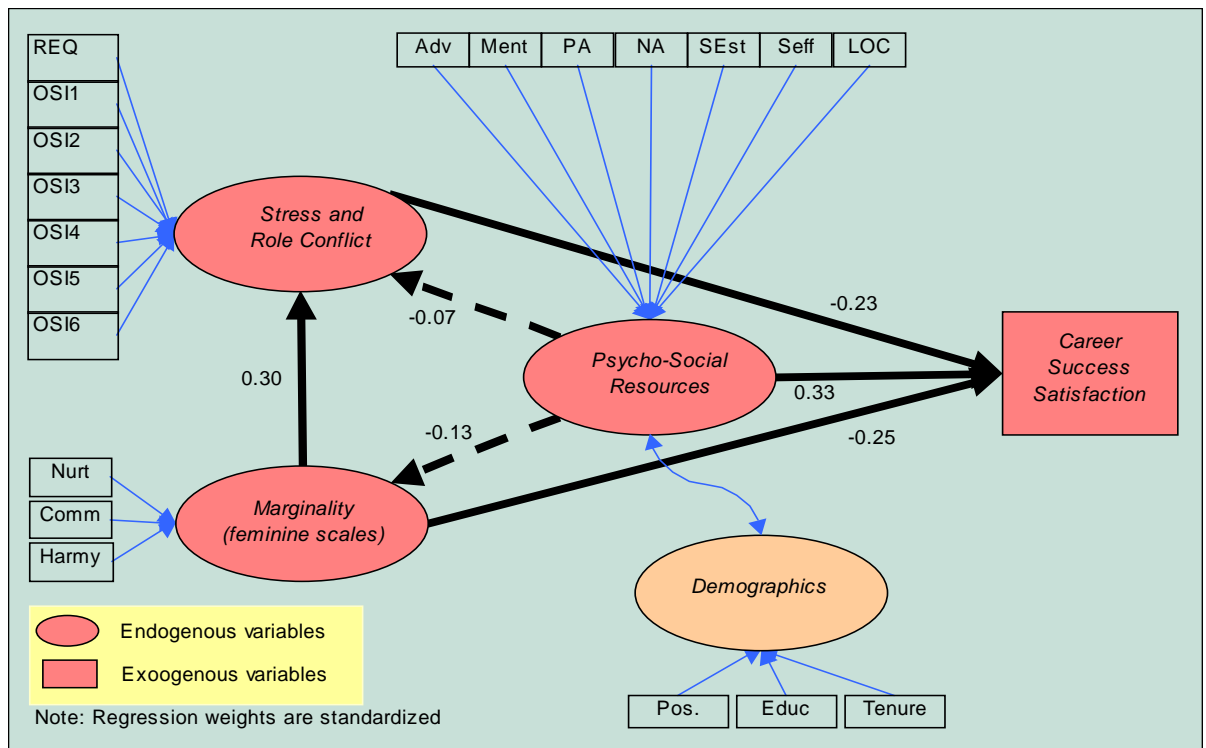 REQ
OSI1
OSI2
OSI3
OSI4
OSI5
OSI6
Adv
Ment
PA
NA
SEst
Seff
LOC
Stress and
Role Conflict
-0.07
-0.23
Psycho-Social
Resources
Career
Success
Satisfaction
0.30
0.33
-0.13
-0.25
Nurt
Comm
Harmy
Marginality
(feminine scales)
Demographics
Endogenous variables
Exoogenous variables
Note: Regression weights are standardized
Pos.
Educ
Tenure